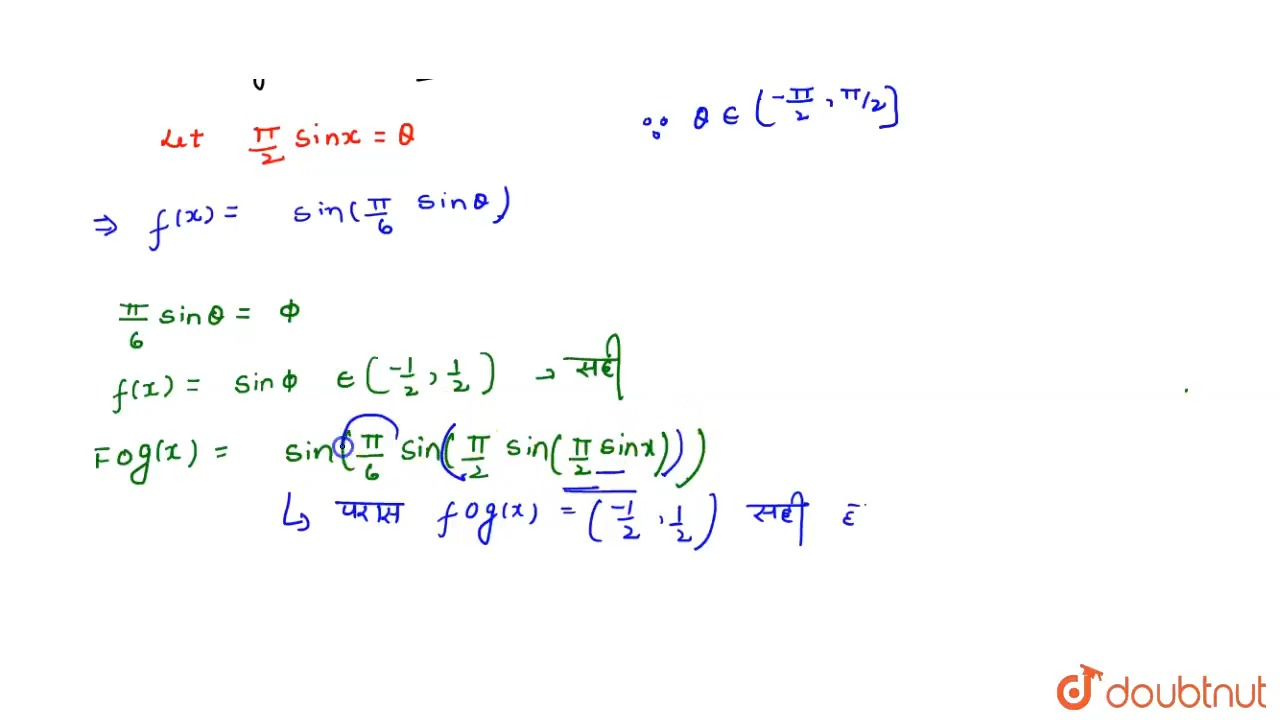 Let π/2 sinx = θ
∵ θ ∈ [-π/2, π/2]
⇒ f(x) = sin(π/6 sinθ)
π/6 sinθ = ϕ
f(x) = sinϕ ∈ [-1/2, 1/2] → सही
Fog(x) = sin(π/6 sin(π/2 sin(π/2 sinx)))
↳ परास fog(x) = [-1/2, 1/2] सही
doubtnut